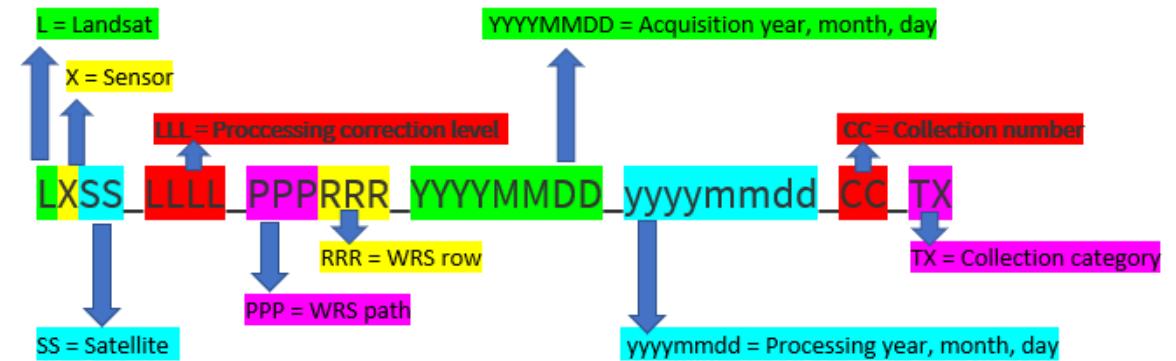 L = Landsat
YYYYMMDD = Acquisition year, month, day
X = Sensor
LLL = Proccessing correction level
CC = Collection number
LXSS_LLLL_PPPRRR_YYYYMMDD_yyyymmdd_CC_TX
RRR = WRS row
TX = Collection category
PPP = WRS path
SS = Satellite
yyyymmdd = Processing year, month, day